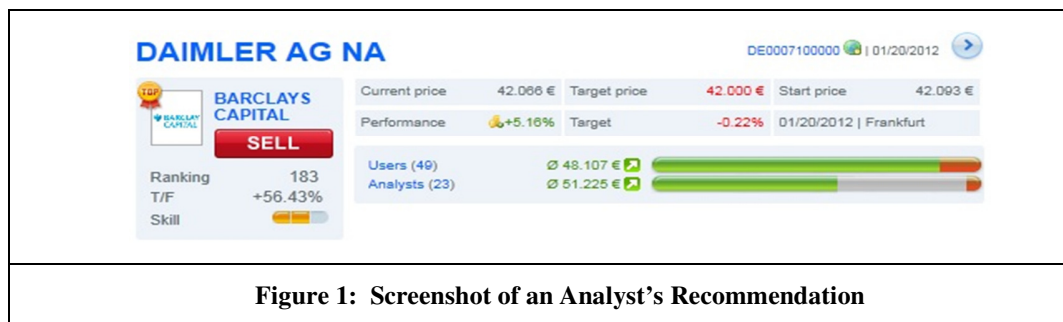 DAIMLER AG NA
DE0007100000 | 01/20/2012
TOP
BARCLAYS
CAPITAL
BARCLAY
CAPITAL
SELL
Ranking 183
T/F +56.43%
Skill
Current price 42.066 € Target price 42.000 € Start price 42.093 €
Performance +5.16% Target -0.22% 01/20/2012 | Frankfurt
Users (49) Ø 48.107 €
Analysts (23) Ø 51.225 €
Figure 1: Screenshot of an Analyst's Recommendation